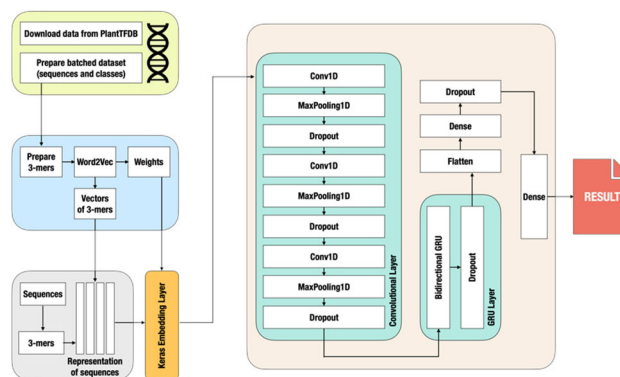 Download data from PlantTFDB
Prepare batched dataset
(sequences and classes)
Prepare
3-mers
Word2Vec
Weights
Vectors
of 3-mers
Sequences
3-mers
Representation
of sequences
Keras Embedding Layer
Conv1D
MaxPooling1D
Dropout
Conv1D
MaxPooling1D
Dropout
Conv1D
MaxPooling1D
Dropout
Convolutional Layer
Dropout
Dense
Flatten
Bidirectional GRU
Dropout
GRU Layer
Dense
RESULT